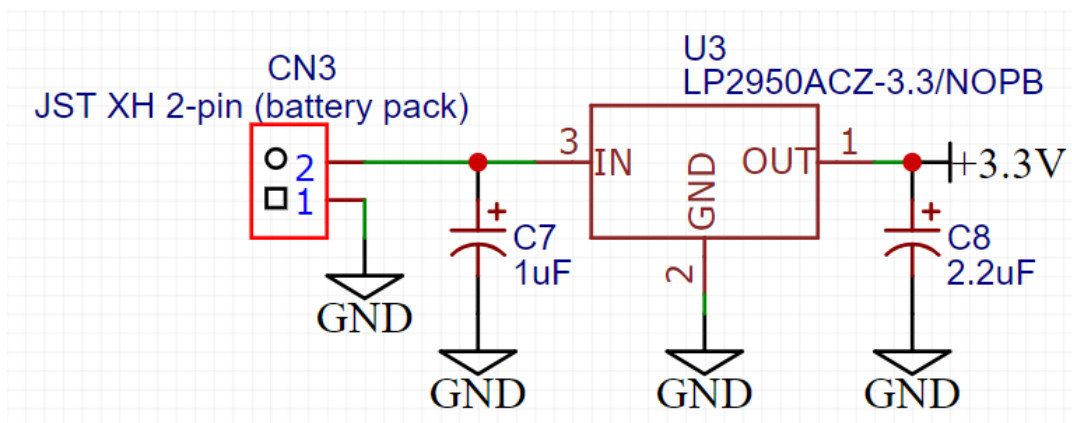 CN3
JST XH 2-pin (battery pack)
2
1
GND
C7
1uF
GND
U3
LP2950ACZ-3.3/NOPB
3
IN
GND
OUT
1
2
GND
+3.3V
C8
2.2uF
GND